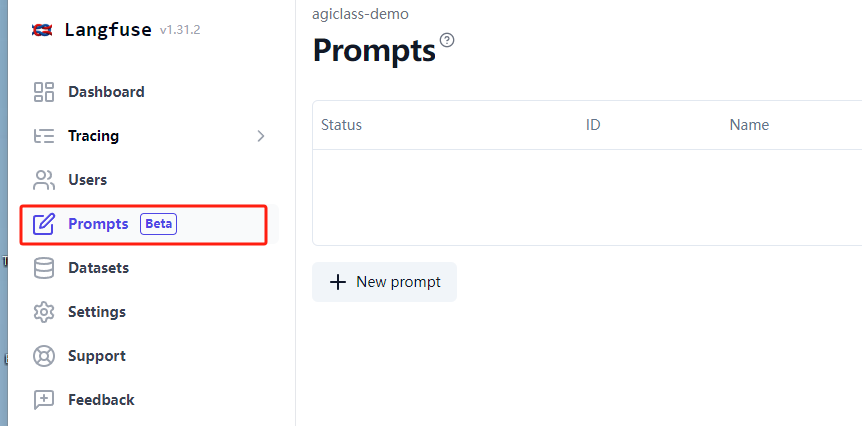 Langfuse v1.31.2
Dashboard
Tracing
Users
Prompts Beta
Datasets
Settings
Support
Feedback
agiclass-demo
Prompts
Status ID Name
New prompt